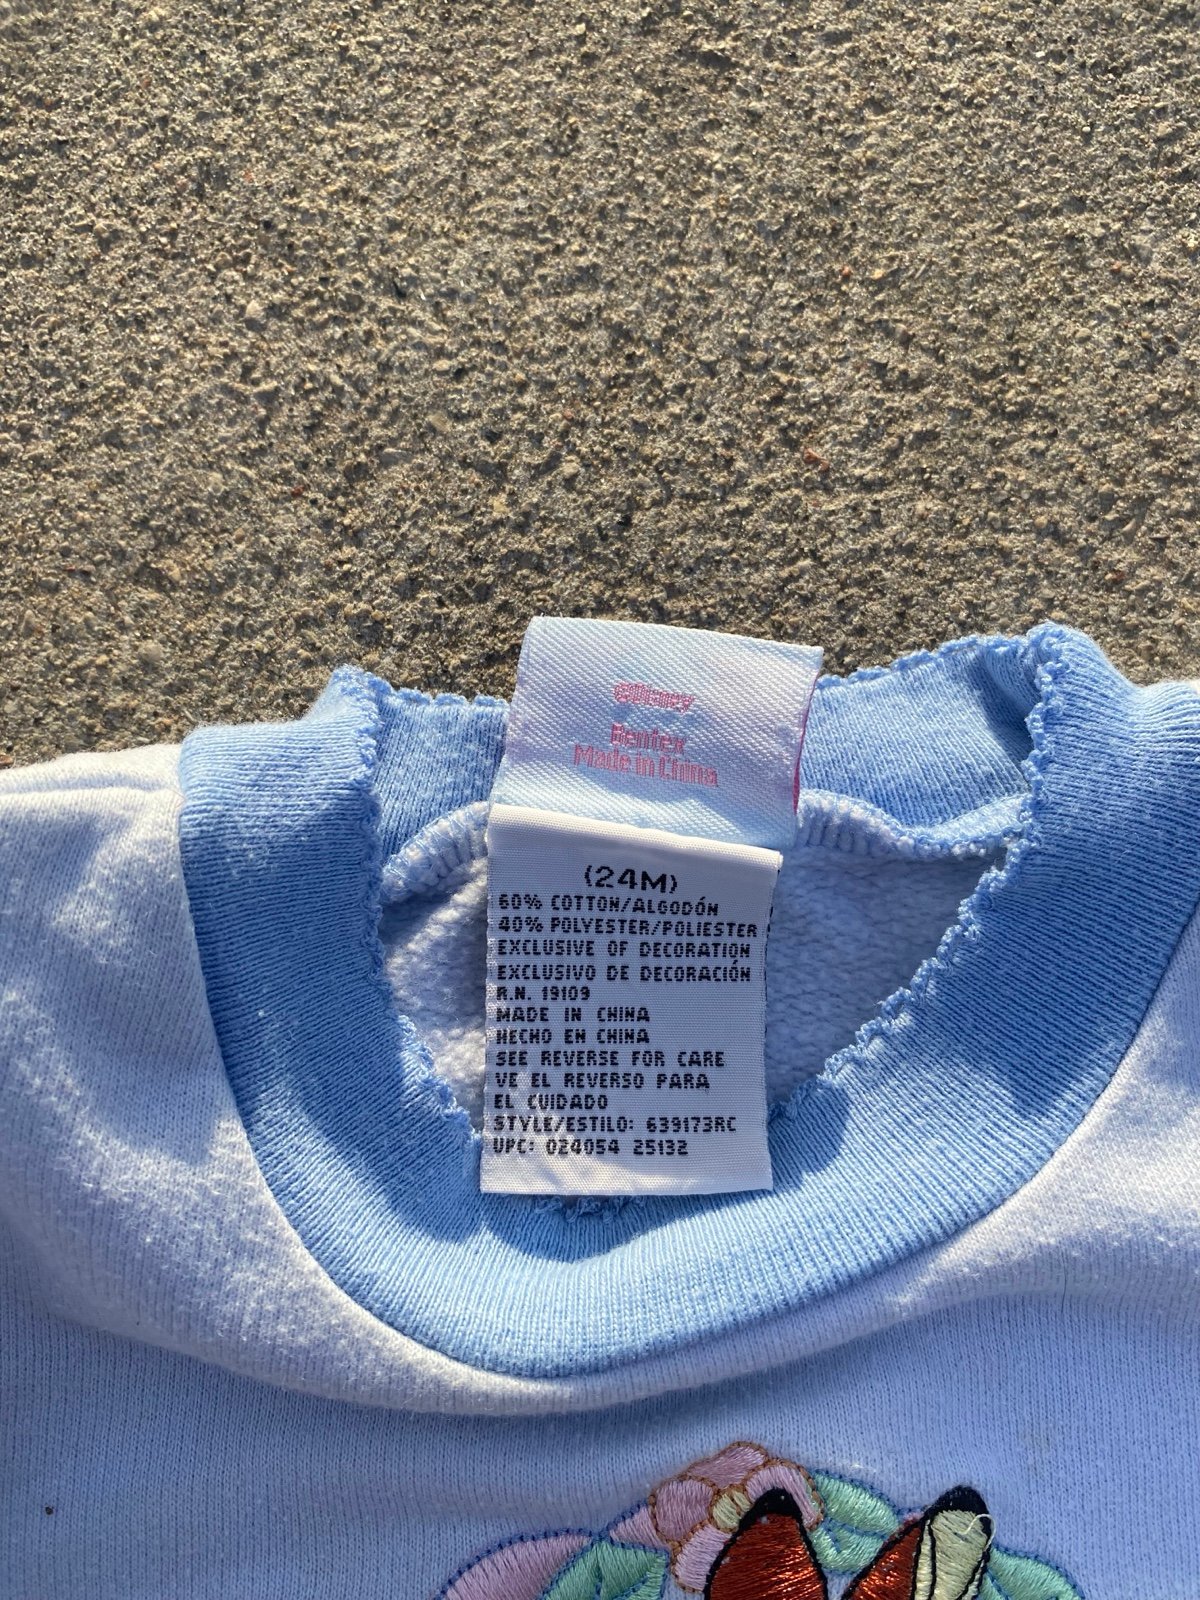 ©Disney
Bentex
Made in China
(24M)
60% COTTON/ALGODÓN
40% POLYESTER/POLIESTER
EXCLUSIVE OF DECORATION
EXCLUSIVO DE DECORACIÓN
R.N. 19109
MADE IN CHINA
HECHO EN CHINA
SEE REVERSE FOR CARE
VE EL REVERSO PARA
EL CUIDADO
STYLE/ESTILO: 639173RC
UPC: 024054 25132